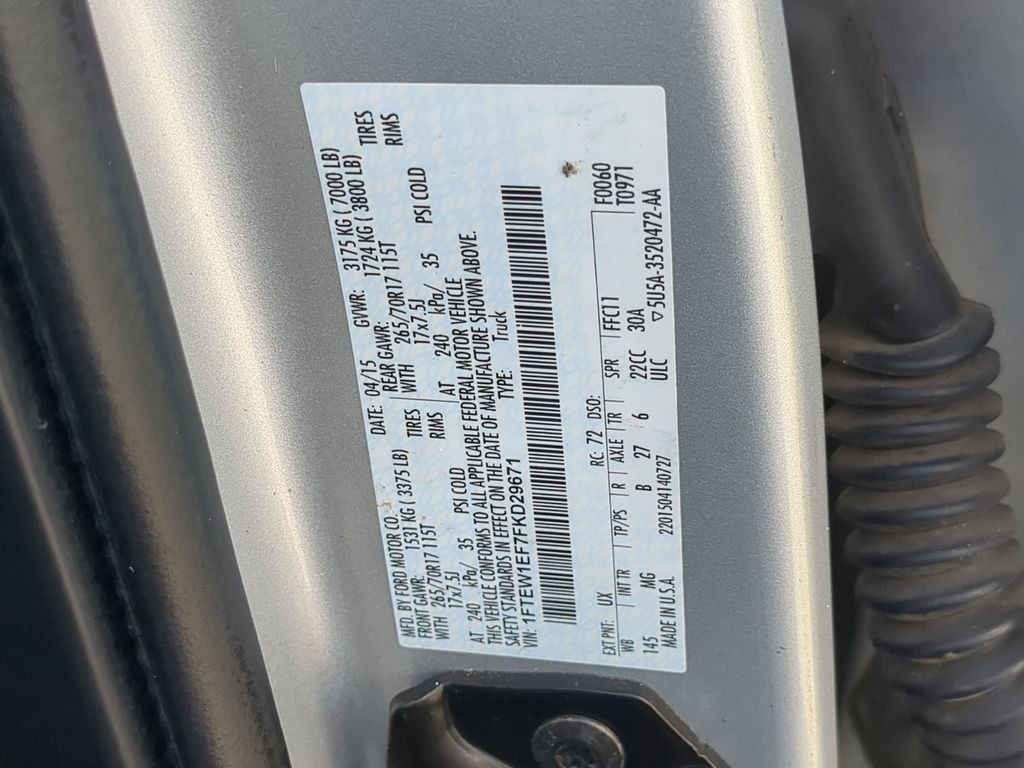 MFD. BY FORD MOTOR CO. DATE: 04/15 GVWR: 3175 KG ( 7000 LB)
FRONT GAWR: 1531 KG ( 3375 LB) REAR GAWR: 1724 KG ( 3800 LB)
WITH 265/70R17 115T TIRES WITH 265/70R17 115T TIRES
17x7.5J RIMS 17x7.5J RIMS
AT 240 kPa/ 35 PSI COLD AT 240 kPa/ 35 PSI COLD
THIS VEHICLE CONFORMS TO ALL APPLICABLE FEDERAL MOTOR VEHICLE
SAFETY STANDARDS IN EFFECT ON THE DATE OF MANUFACTURE SHOWN ABOVE.
VIN: 1FTEW1EF7FKD29671 TYPE: Truck
F0060
T0971
EXT PNT: UX RC: 72 DSO:
WB INT TR TP/PS R AXLE TR SPR FFC11
145 MG B 27 6 22CC 30A
ULC
MADE IN U.S.A. 220150414072​7 ▽5U5A-3520472-AA